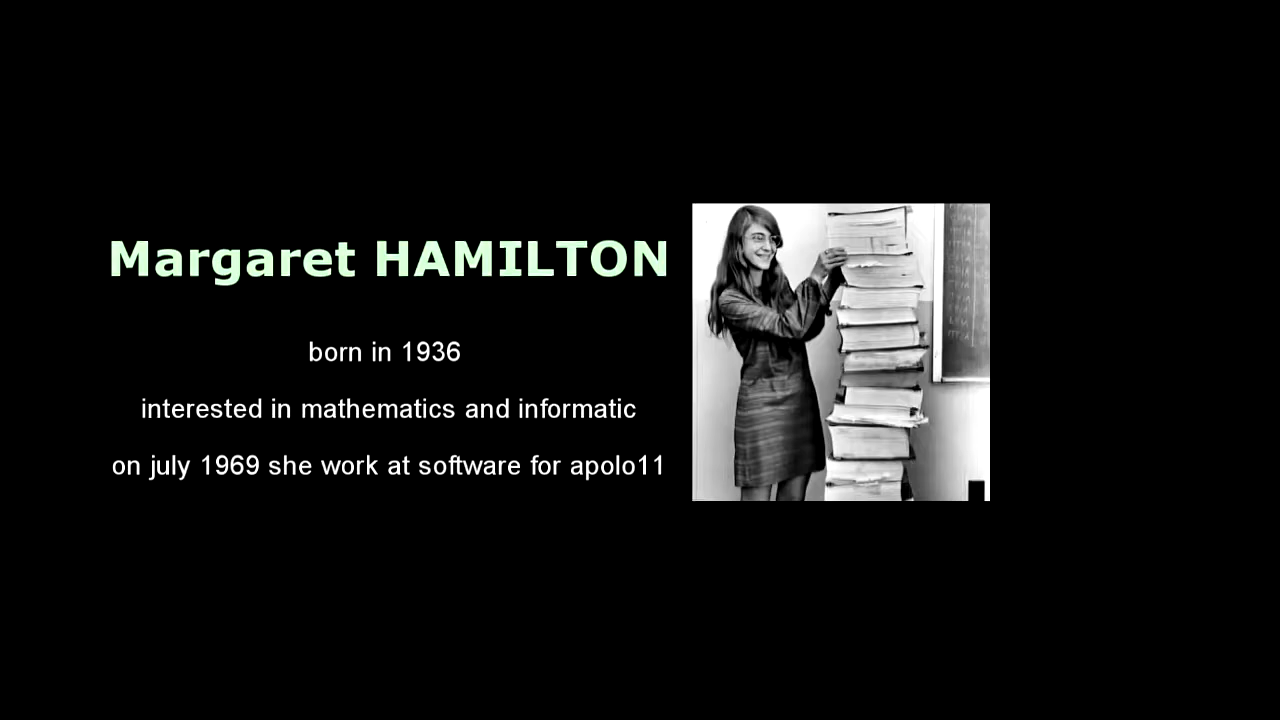 Margaret HAMILTON
born in 1936
interested in mathematics and informatic
on july 1969 she work at software for apolo11